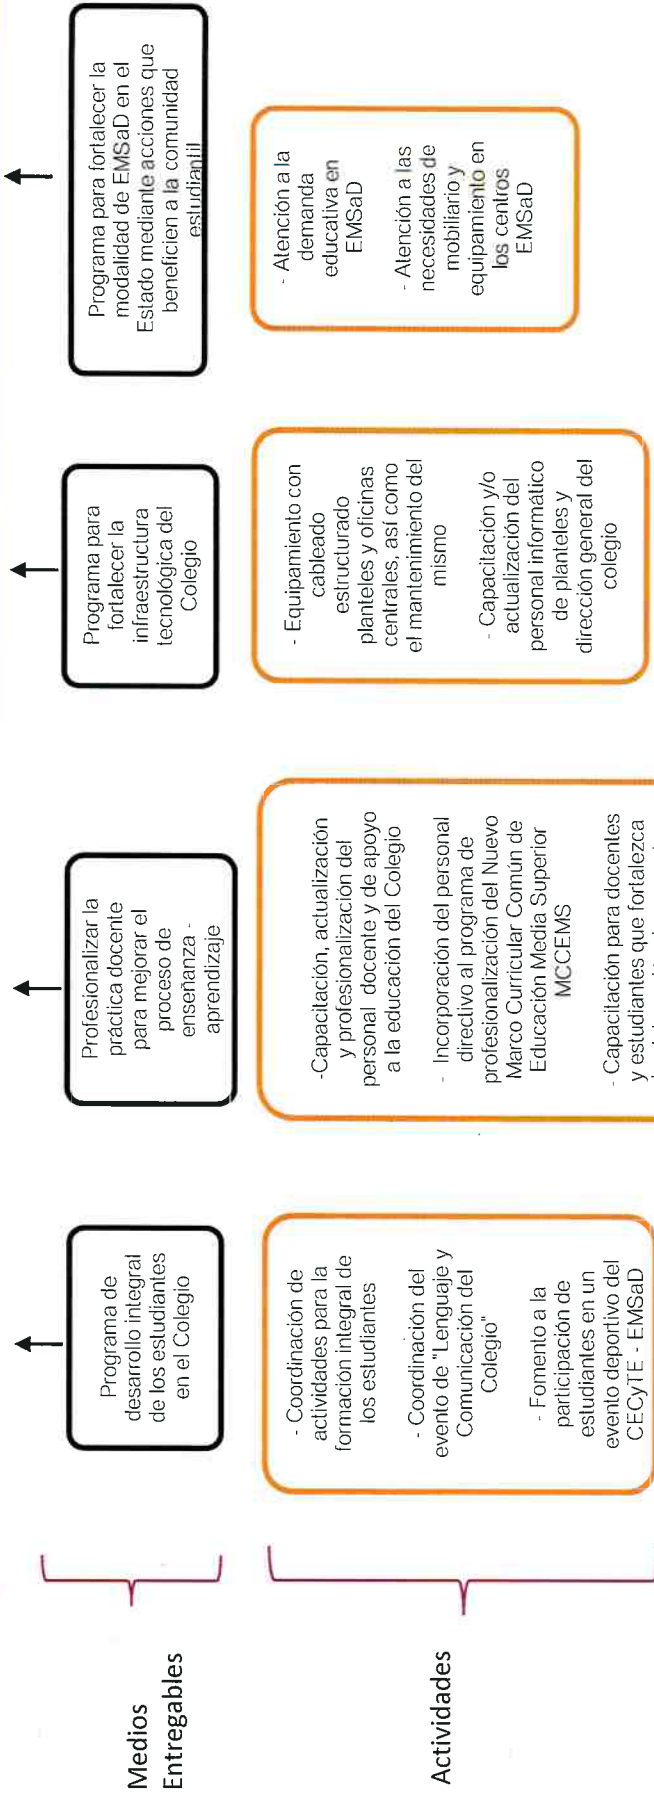 Medios
Entregables
Programa de
desarrollo integral
de los estudiantes
en el Colegio
Profesionalizar la
práctica docente
para mejorar el
proceso de
enseñanza -
aprendizaje
Programa para
fortalecer la
infraestructura
tecnológica del
Colegio
Programa para fortalecer la
modalidad de EMSaD en el
Estado mediante acciones que
beneficien a la comunidad
estudiantil
Actividades
- Coordinación de
actividades para la
formación integral de
los estudiantes
- Coordinación del
evento de "Lenguaje y
Comunicación del
Colegio"
- Fomento a la
participación de
estudiantes en un
evento deportivo del
CECyTE - EMSaD
-Capacitación, actualización
y profesionalización del
personal docente y de apoyo
a la educación del Colegio
- Incorporación del personal
directivo al programa de
profesionalización del Nuevo
Marco Curricular Común de
Educación Media Superior
MCCEMS
- Capacitación para docentes
y estudiantes que fortalezca
- Equipamiento con
cableado
estructurado
planteles y oficinas
centrales, así como
el mantenimiento del
mismo
- Capacitación y/o
actualización del
personal informático
de planteles y
dirección general del
colegio
- Atención a la
demanda
educativa en
EMSaD
- Atención a las
necesidades de
mobiliario y
equipamiento en
los centros
EMSaD